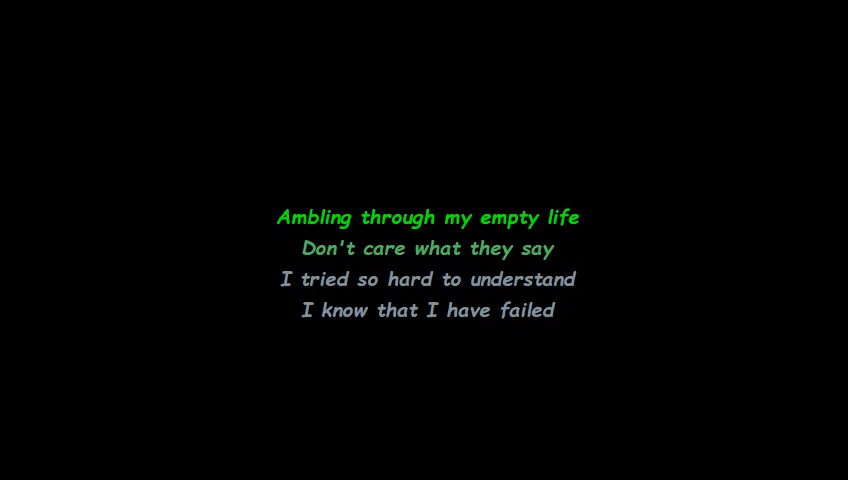 Ambling through my empty life
Don't care what they say
I tried so hard to understand
I know that I have failed